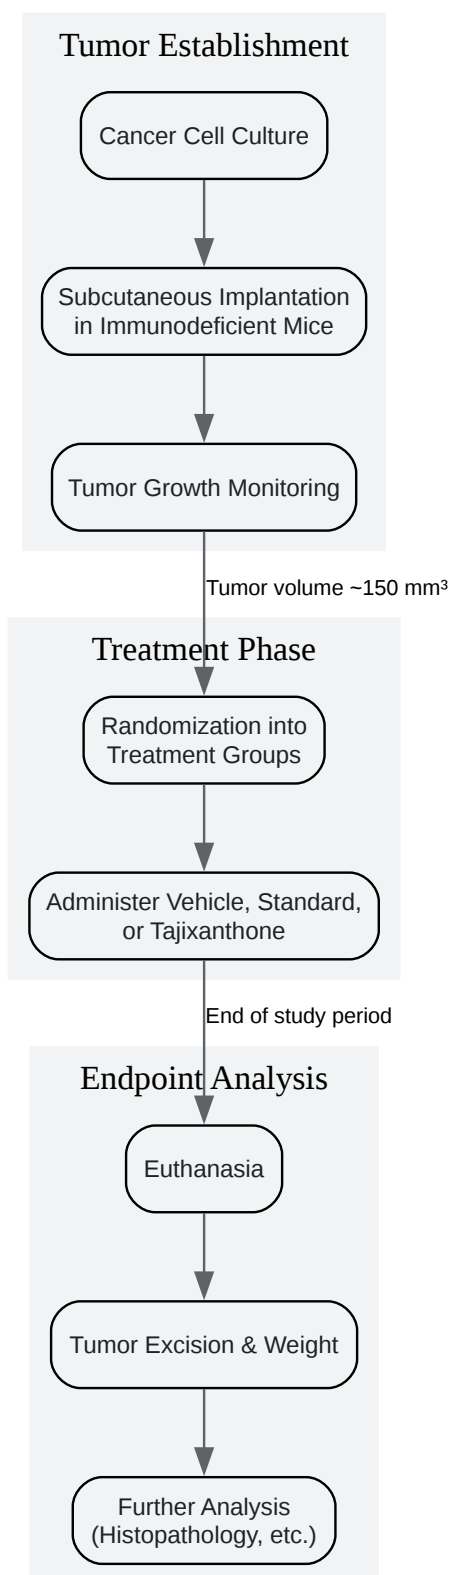 Tumor Establishment
Cancer Cell Culture
Subcutaneous Implantation
in Immunodeficient Mice
Tumor Growth Monitoring
Tumor volume ~150 mm³
Treatment Phase
Randomization into
Treatment Groups
Administer Vehicle, Standard,
or Tajixanthone
End of study period
Endpoint Analysis
Euthanasia
Tumor Excision & Weight
Further Analysis
(Histopathology, etc.)